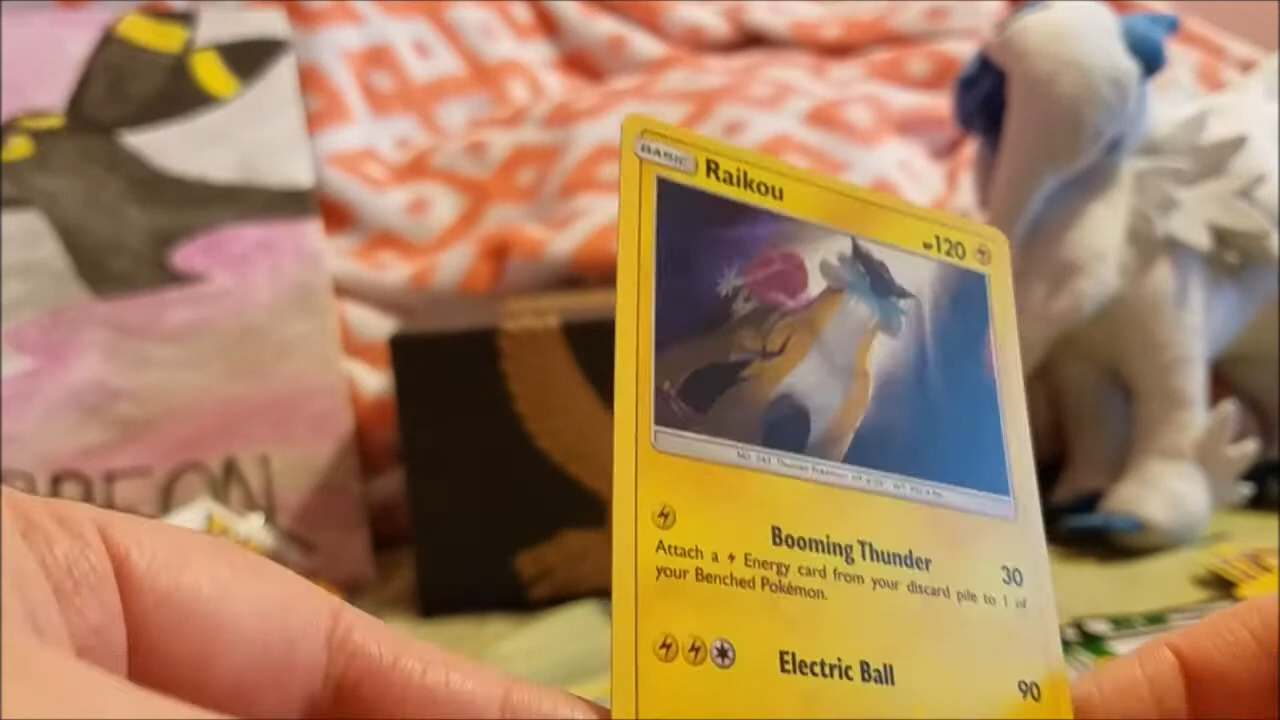 BASIC Raikou
HP120
Booming Thunder 30
Attach a Energy card from your discard pile to 1 of
your Benched Pokémon.
Electric Ball 90